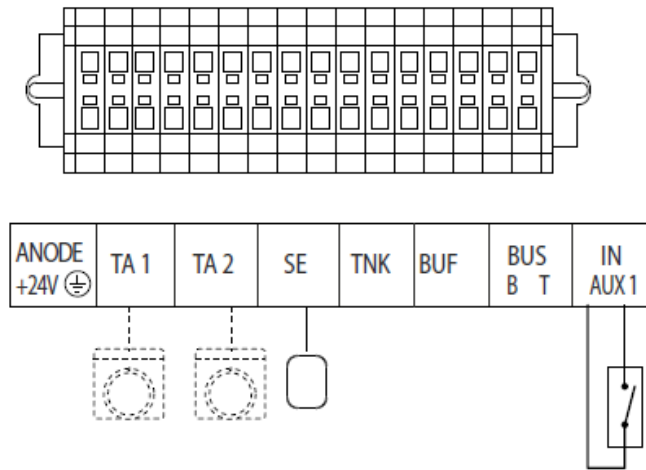 ANODE
+24V
TA 1
TA 2
SE
TNK
BUF
BUS
B T
IN
AUX 1